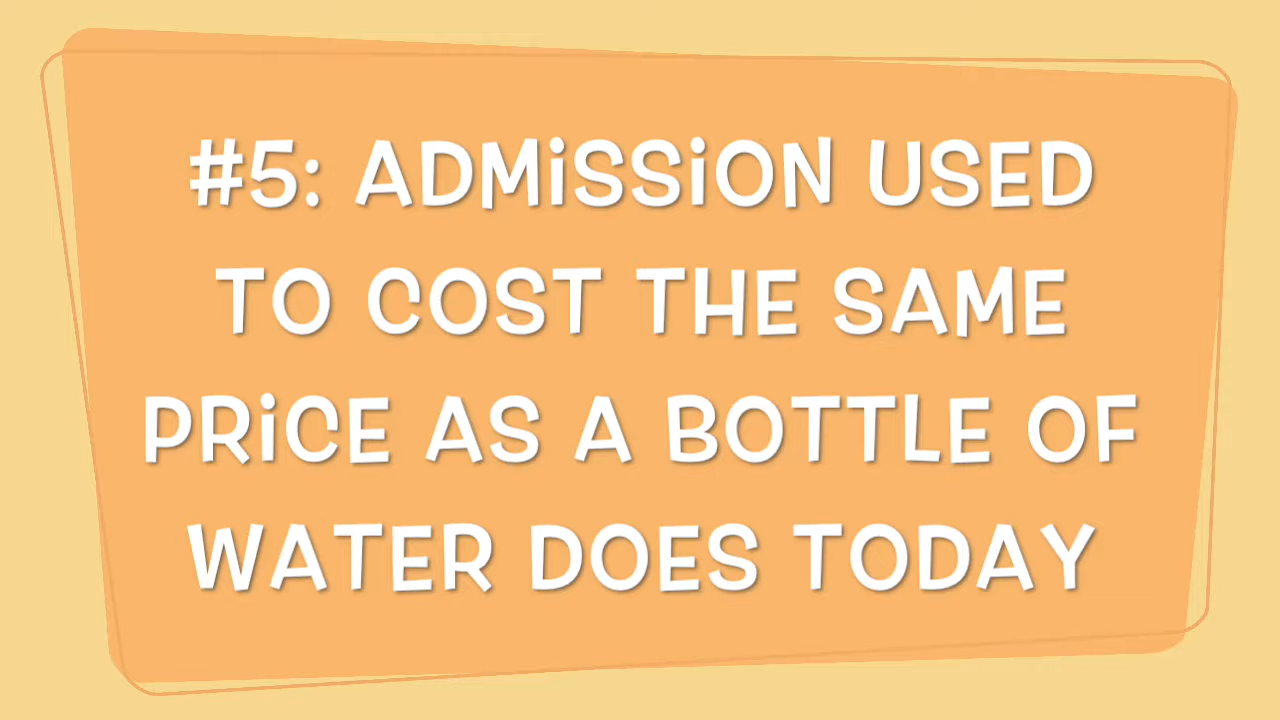 #5: ADMiSSiON USED
TO COST THE SAME
PRiCE AS A BOTTLE OF
WATER DOES TODAY